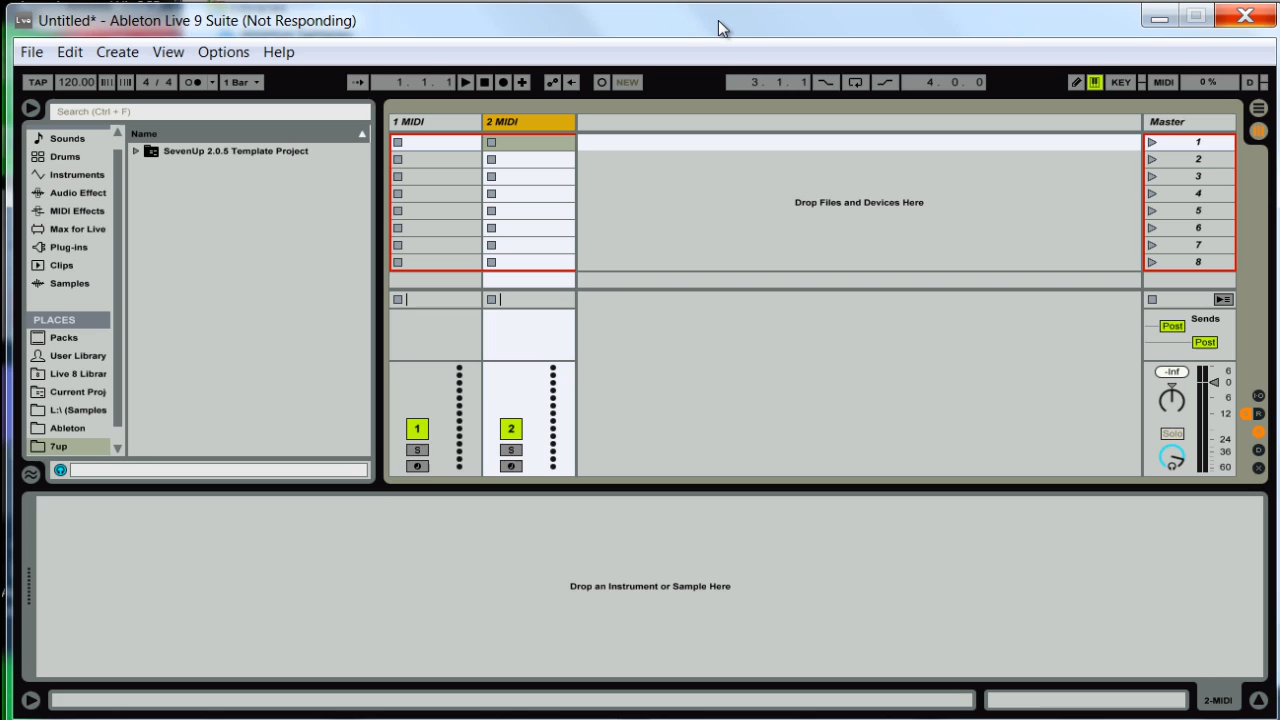 Live Untitled* - Ableton Live 9 Suite (Not Responding)
File Edit Create View Options Help
TAP 120.00 4 / 4 1 Bar 1. 1. 1 NEW 3. 1. 1 4. 0. 0 KEY MIDI 0 % D
Search (Ctrl + F)
Sounds
Drums
Instruments
Audio Effect
MIDI Effects
Max for Live
Plug-ins
Clips
Samples
PLACES
Packs
User Library
Live 8 Librar
Current Proj
L:\ (Samples
Ableton
7up
Name
SevenUp 2.0.5 Template Project
1 MIDI 2 MIDI Master
1
2
3
4
5
6
7
8
Drop Files and Devices Here
Sends
Post
Post
-Inf
6
0
6
12
24
36
60
Solo
1 2
S S
I-O
R
D
X
Drop an Instrument or Sample Here
2-MIDI